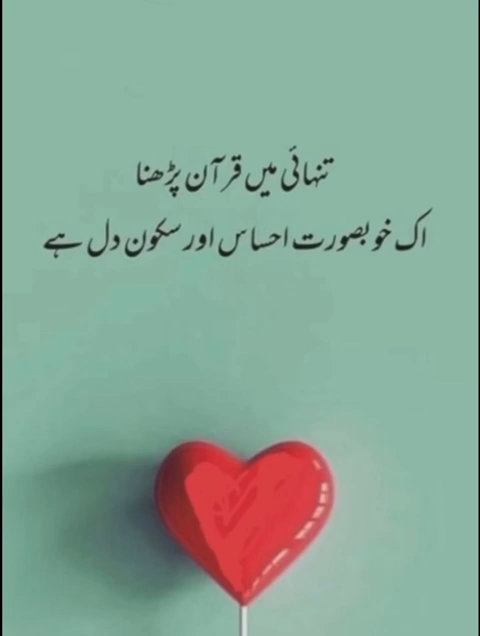 تنہائی میں قرآن پڑھنا
اک خوبصورت احساس اور سکون دل ہے